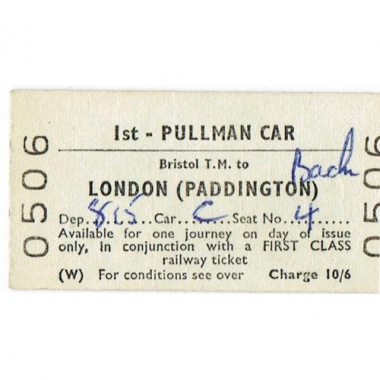 1st - PULLMAN CAR
Bristol T.M. to
Back
LONDON (PADDINGTON)
Dep. 8.15 Car C Seat No. 4
Available for one journey on day of issue
only, in conjunction with a FIRST CLASS
railway ticket
(W) For conditions see over Charge 10/6
0506
0506